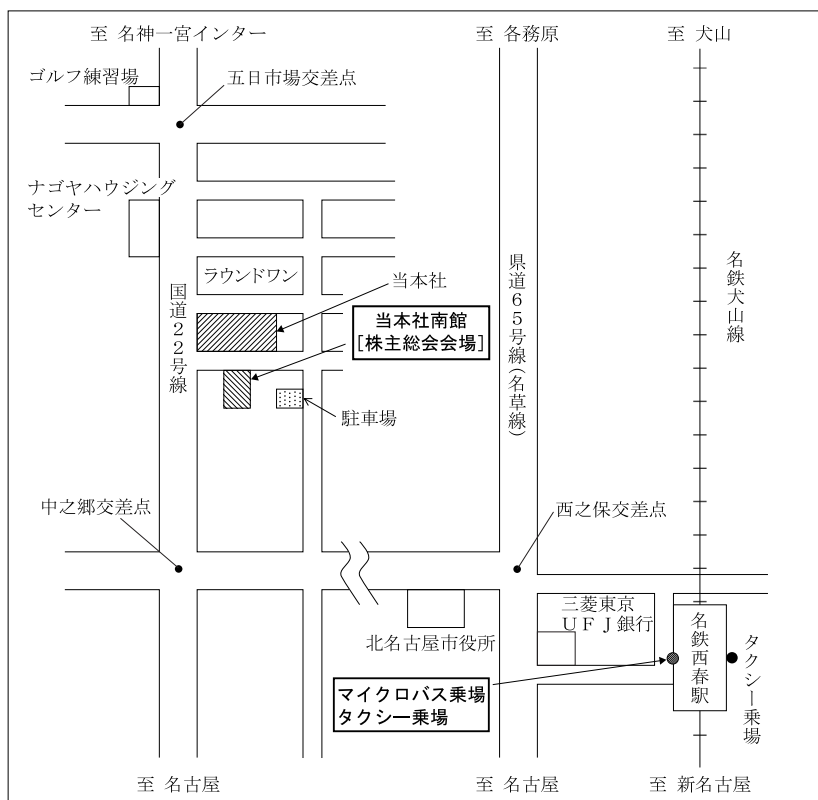 至 名神一宮インター
至 各務原
至 犬山
ゴルフ練習場
五日市場交差点
ナゴヤハウジング
センター
ラウンドワン
当本社
国道22号線
当本社南館
[株主総会会場]
県道65号線(名草線)
名鉄犬山線
駐車場
中之郷交差点
西之保交差点
三菱東京
UFJ銀行
北名古屋市役所
名鉄西春駅
タクシー乗場
マイクロバス乗場
タクシー乗場
至 名古屋
至 名古屋
至 新名古屋